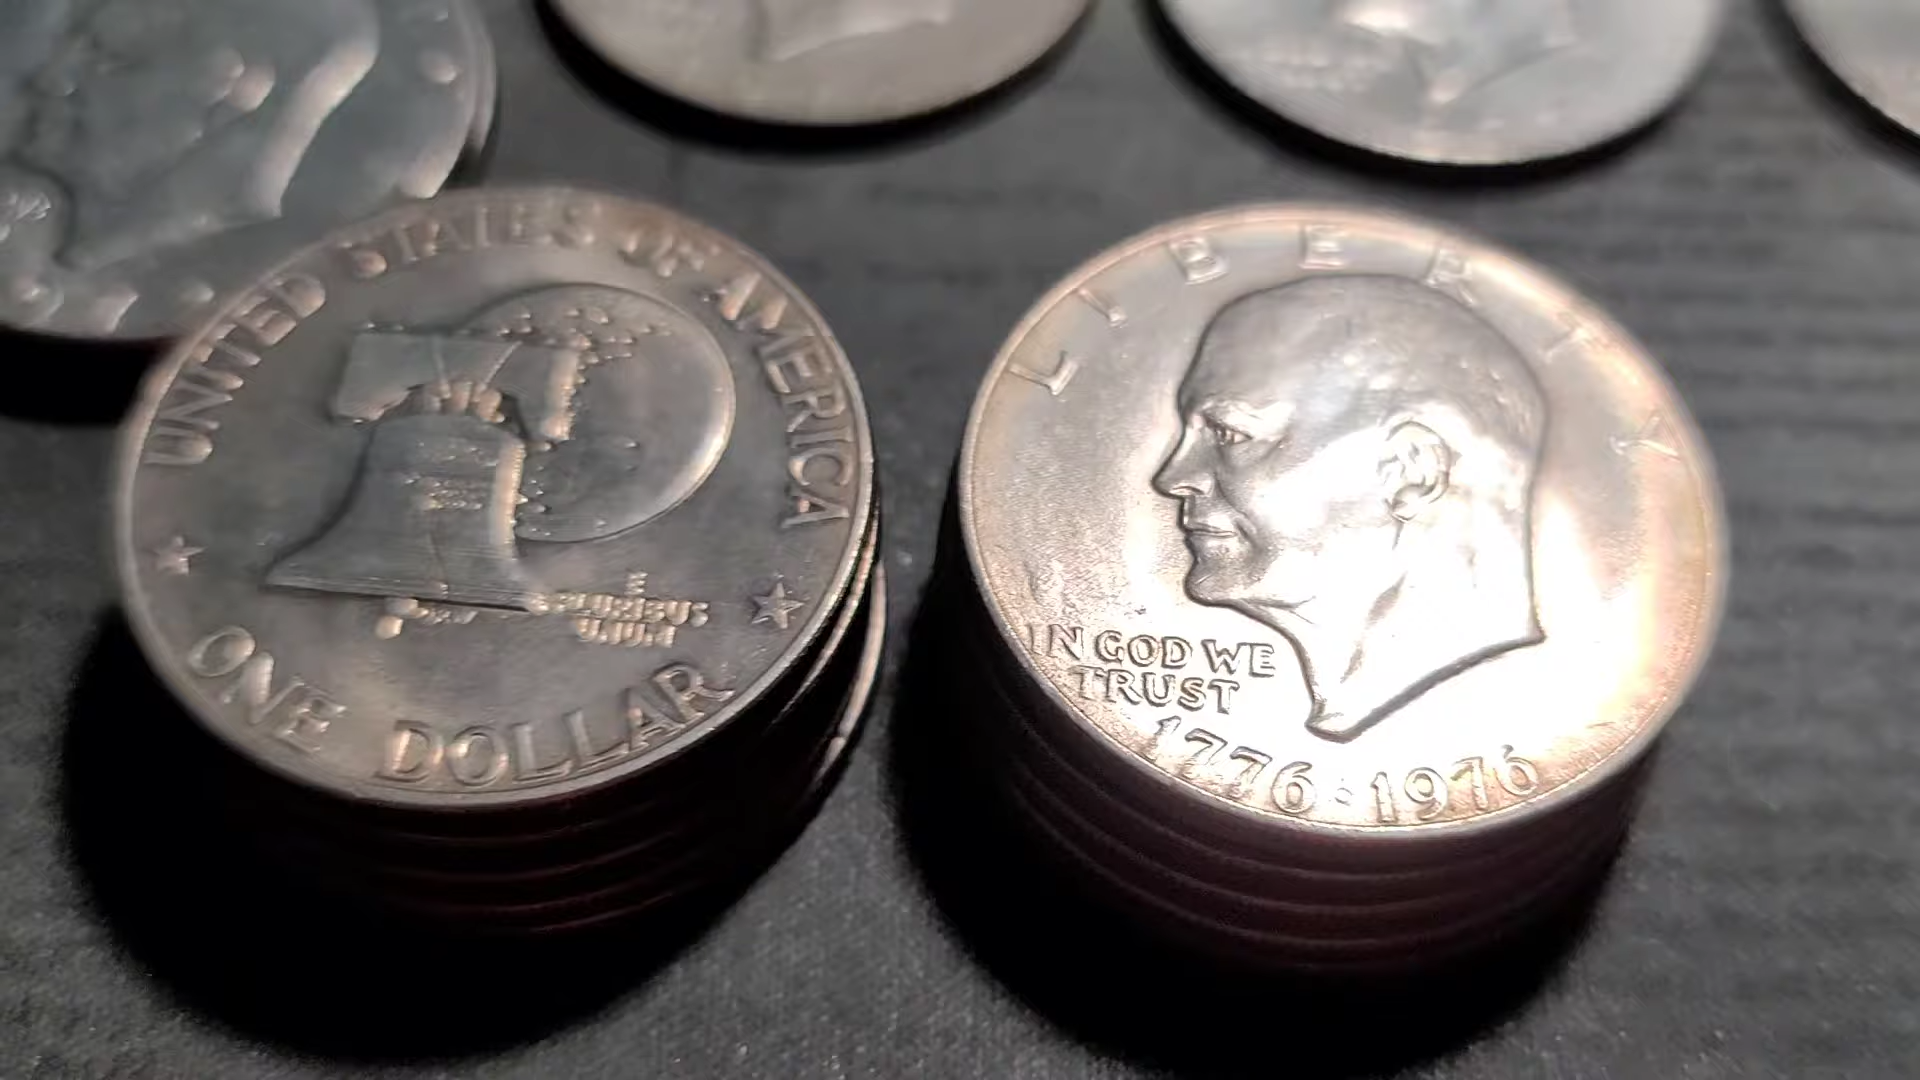 UNITED STATES OF AMERICA
E
PLURIBUS
UNUM
ONE DOLLAR
LIBERTY
IN GOD WE
TRUST
1776·1976